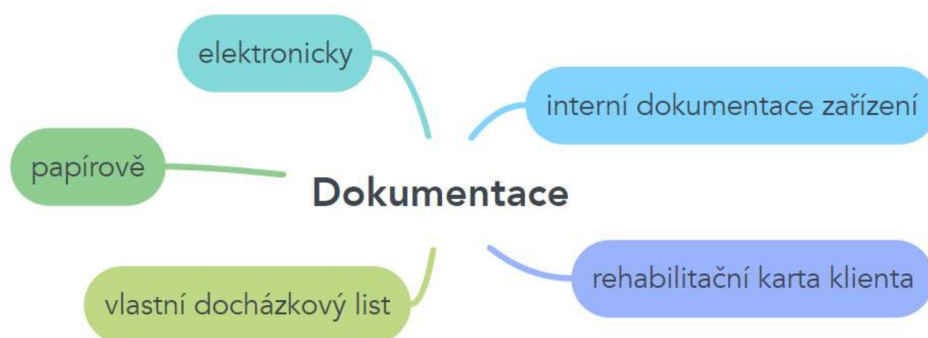 elektronicky
interní dokumentace zařízení
papírově
Dokumentace
rehabilitační karta klienta
vlastní docházkový list